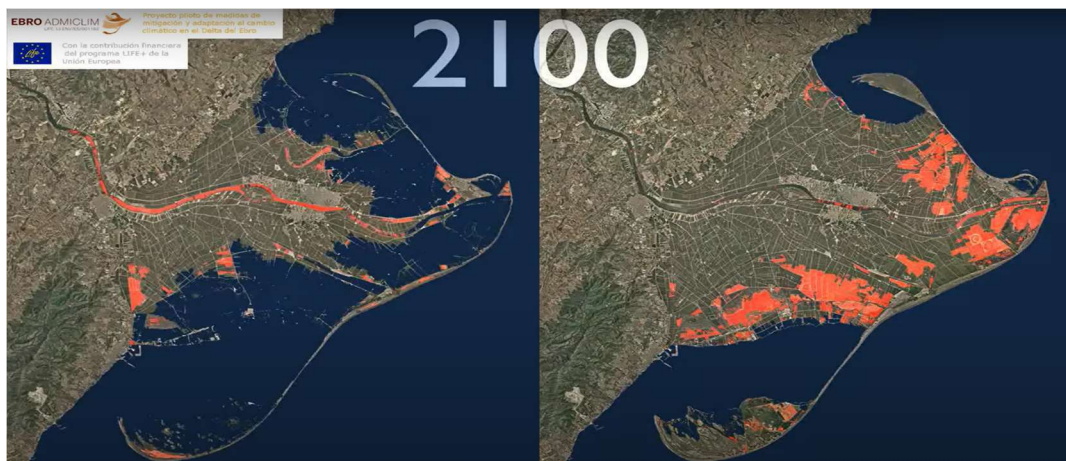 EBRO ADMICLIM
Proyecto piloto de medidas de
mitigación y adaptación al cambio
climático en el Delta del Ebro
Con la contribución financiera
del programa LIFE+ de la
Unión Europea
2100